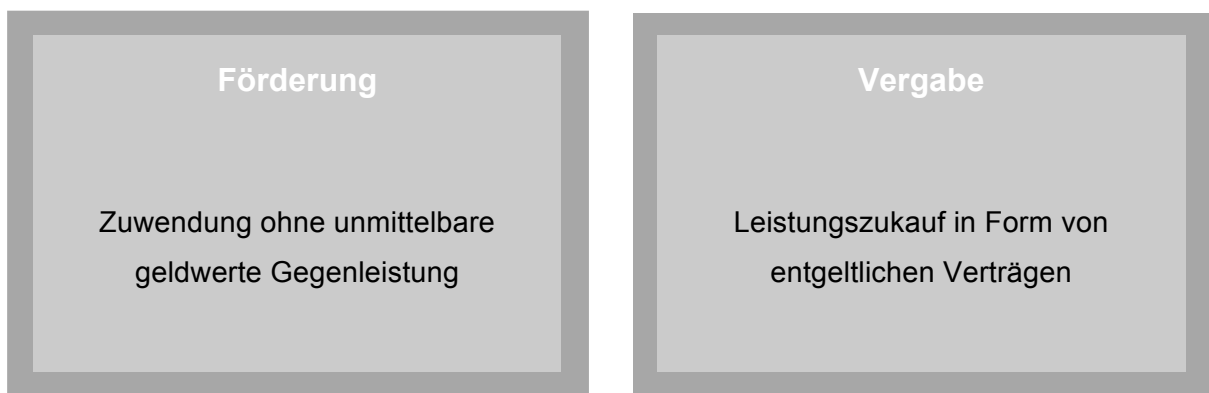 Förderung
Zuwendung ohne unmittelbare
geldwerte Gegenleistung
Vergabe
Leistungszukauf in Form von
entgeltlichen Verträgen